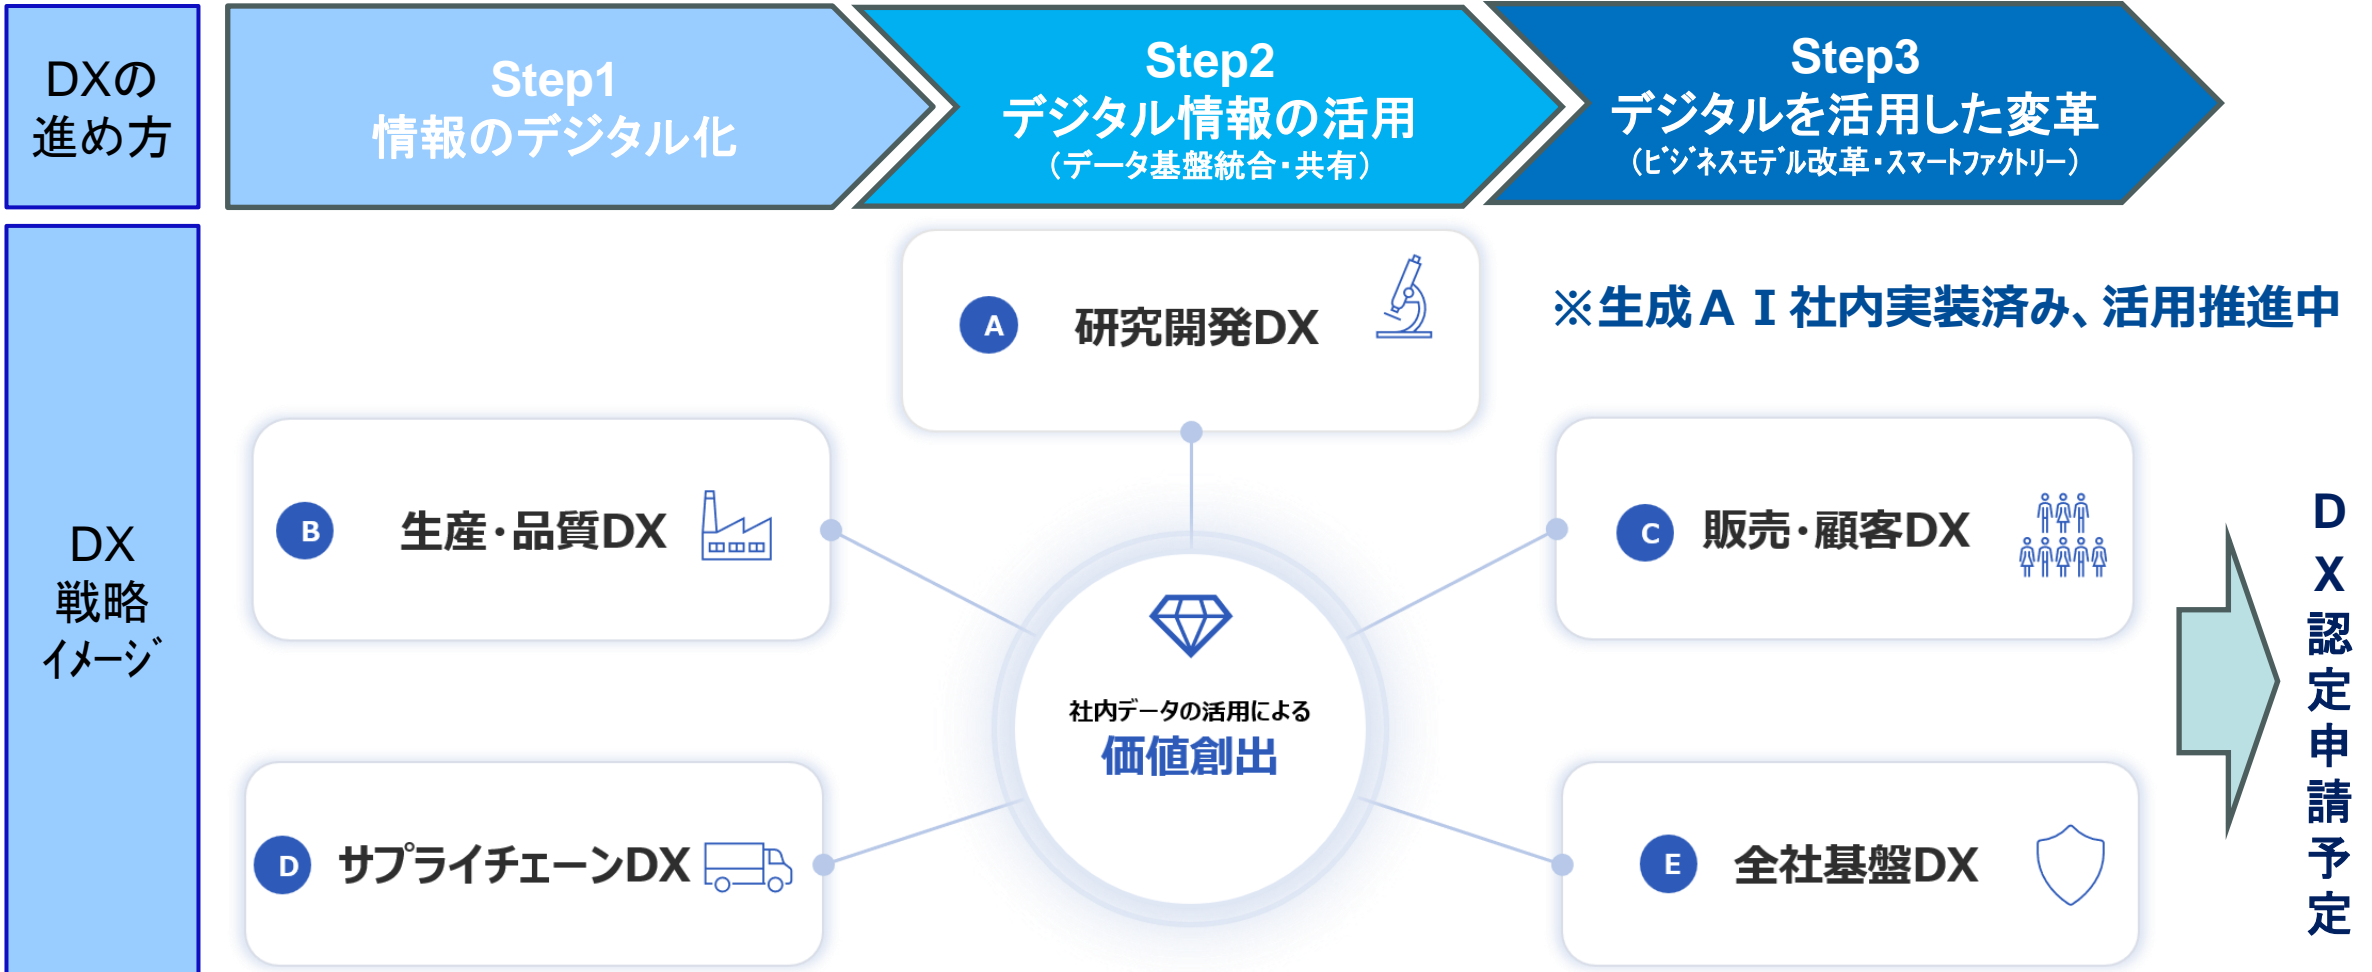 DXの
進め方
Step1
情報のデジタル化
Step2
デジタル情報の活用
（データ基盤統合・共有）
Step3
デジタルを活用した変革
（ﾋﾞｼﾞﾈｽﾓﾃﾞﾙ改革・スマートファクトリー）
DX
戦略
ｲﾒｰｼﾞ
A
研究開発DX
※生成ＡＩ社内実装済み、活用推進中
B
生産・品質DX
C
販売・顧客DX
社内データの活用による
価値創出
D
サプライチェーンDX
E
全社基盤DX
ＤＸ認定申請予定